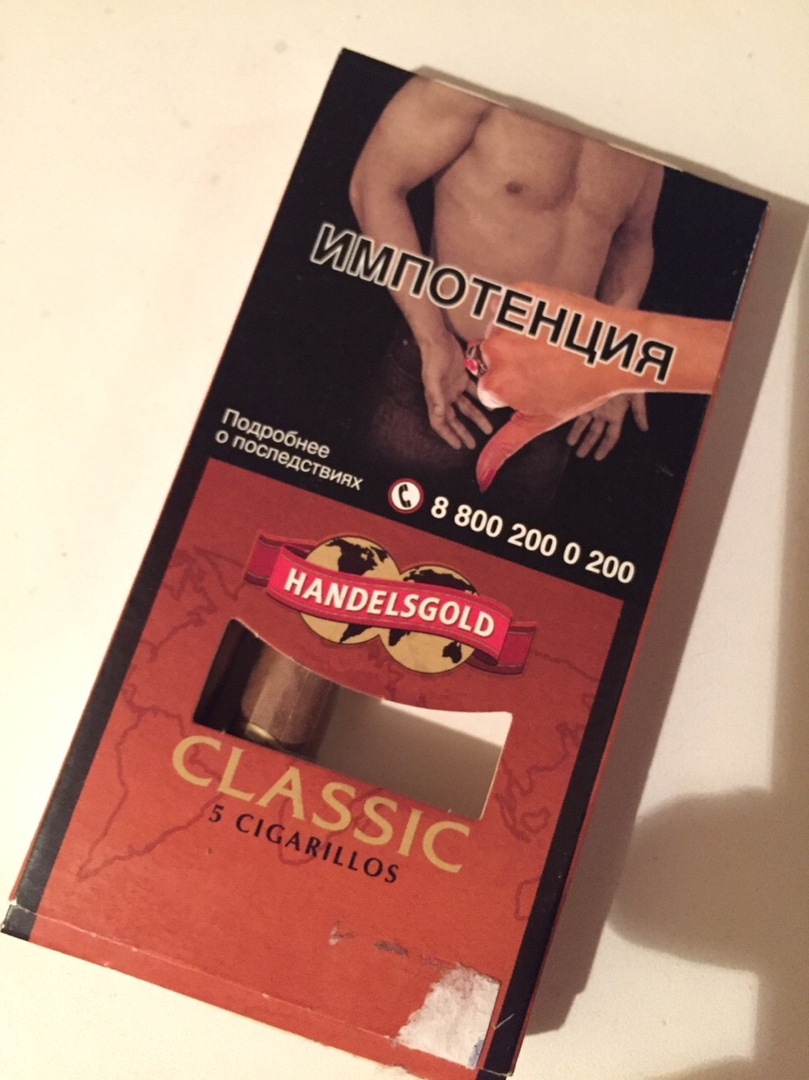 ИМПОТЕНЦИЯ
Подробнее
о последствиях
8 800 200 0 200
HANDELSGOLD
CLASSIC
5 CIGARILLOS